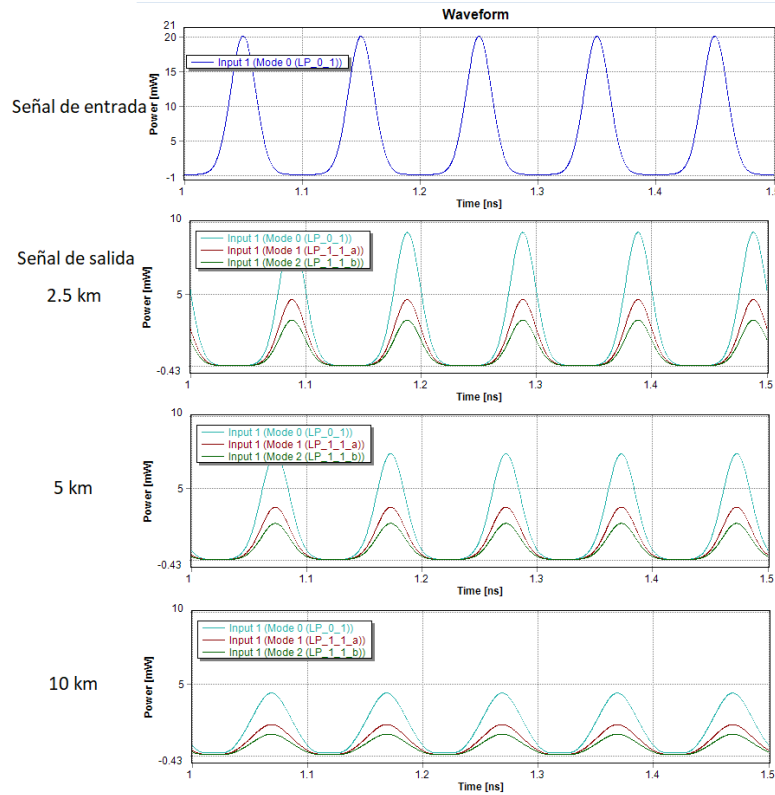 Waveform
21
20
15
10
5
-1
Power [mW]
Input 1 (Mode 0 (LP_0_1))
Señal de entrada
1
1.1
1.2
1.3
1.4
1.5
Time [ns]
Señal de salida
2.5 km
10
5
-0.43
Power [mW]
Input 1 (Mode 0 (LP_0_1))
Input 1 (Mode 1 (LP_1_1_a))
Input 1 (Mode 2 (LP_1_1_b))
1
1.1
1.2
1.3
1.4
1.5
Time [ns]
5 km
10
5
-0.43
Power [mW]
Input 1 (Mode 0 (LP_0_1))
Input 1 (Mode 1 (LP_1_1_a))
Input 1 (Mode 2 (LP_1_1_b))
1
1.1
1.2
1.3
1.4
1.5
Time [ns]
10 km
10
5
-0.43
Power [mW]
Input 1 (Mode 0 (LP_0_1))
Input 1 (Mode 1 (LP_1_1_a))
Input 1 (Mode 2 (LP_1_1_b))
1
1.1
1.2
1.3
1.4
1.5
Time [ns]